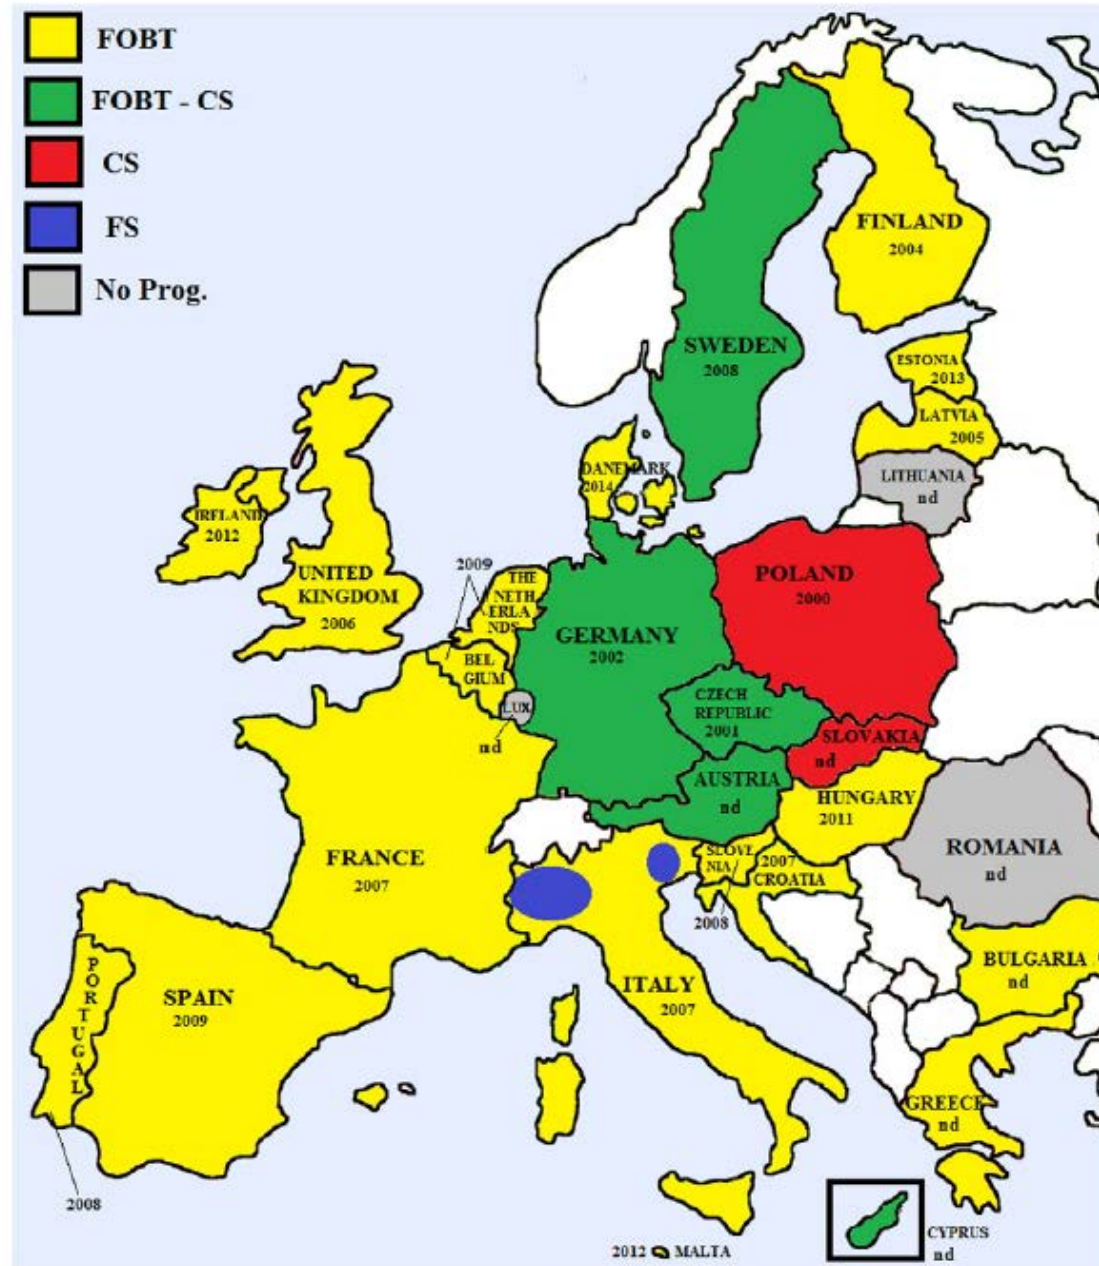 FOBT
FOBT - CS
CS
FS
No Prog.
FINLAND
2004
SWEDEN
2008
ESTONIA
2013
LATVIA
2005
LITHUANIA
nd
DANEMARK
2014
IRELAND
2012
UNITED
KINGDOM
2006
2009
THE
NETH
ERLA
NDS
BEL
GIUM
LUX
nd
GERMANY
2002
POLAND
2000
CZECH
REPUBLIC
2001
SLOVAKIA
nd
AUSTRIA
nd
HUNGARY
2011
ROMANIA
nd
FRANCE
2007
SLOVE
NIA
2008
2007
CROATIA
BULGARIA
nd
ITALY
2007
GREECE
nd
SPAIN
2009
PORTUGAL
2008
2012
MALTA
CYPRUS
nd